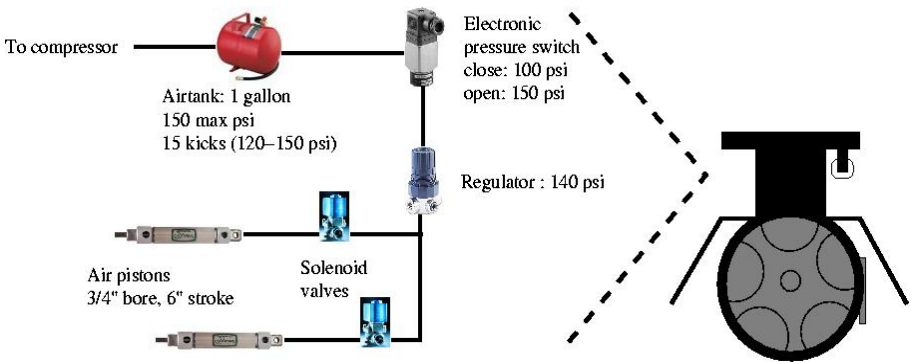 To compressor
Airtank: 1 gallon
150 max psi
15 kicks (120–150 psi)
Electronic
pressure switch
close: 100 psi
open: 150 psi
Regulator : 140 psi
Air pistons
3/4" bore, 6" stroke
Solenoid
valves